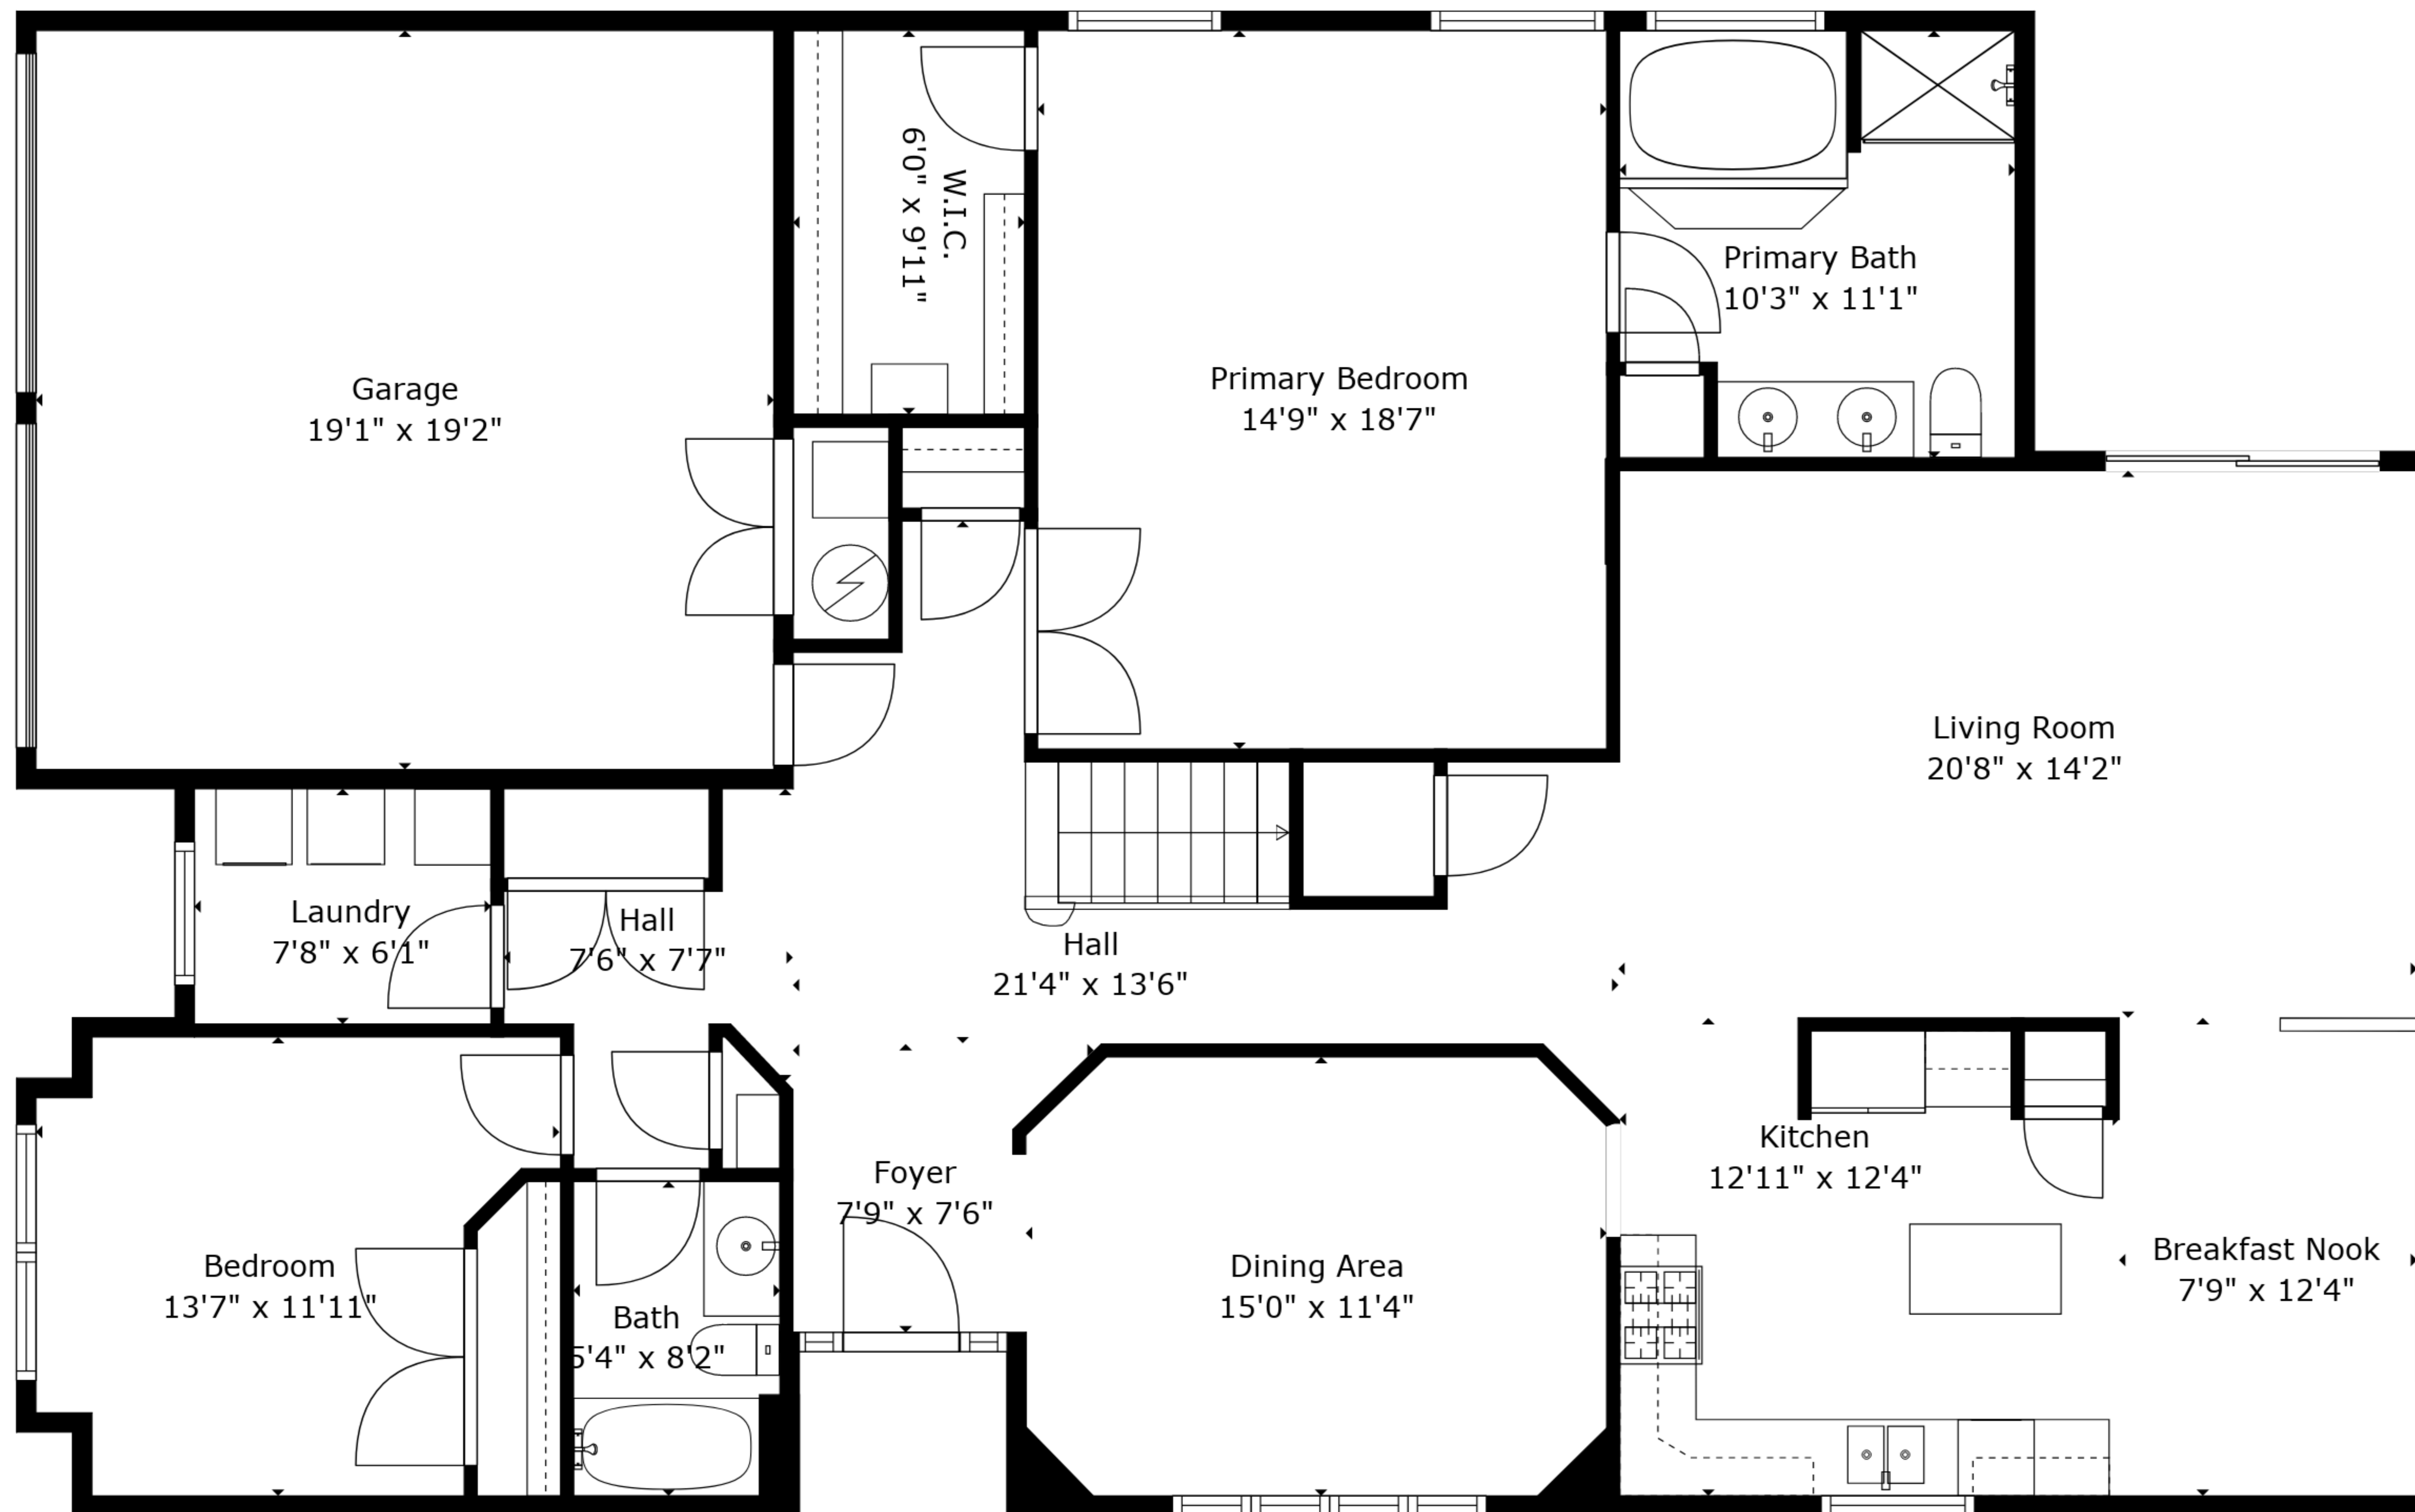 Garage
19'1" x 19'2"
W.I.C.
6'0" x 9'11"
Primary Bedroom
14'9" x 18'7"
Primary Bath
10'3" x 11'1"
Living Room
20'8" x 14'2"
Laundry
7'8" x 6'1"
Hall
7'6" x 7'7"
Hall
21'4" x 13'6"
Foyer
7'9" x 7'6"
Kitchen
12'11" x 12'4"
Breakfast Nook
7'9" x 12'4"
Bedroom
13'7" x 11'11"
Bath
5'4" x 8'2"
Dining Area
15'0" x 11'4"